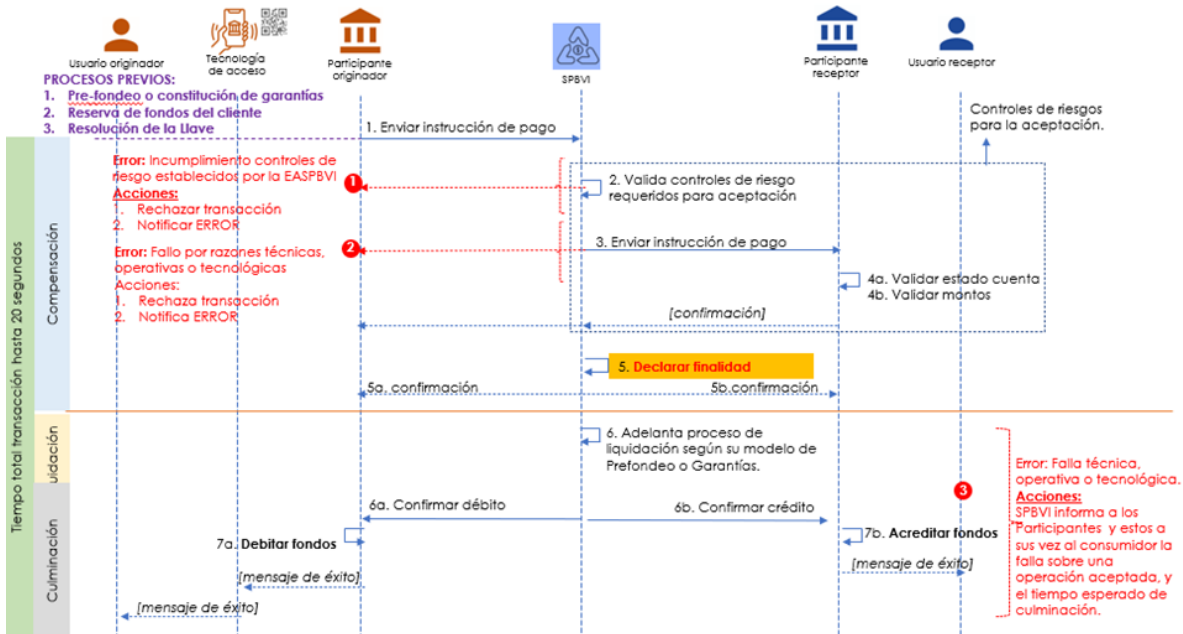 Usuario originador
Tecnología
de acceso
Participante
originador
SPBVI
Participante
receptor
Usuario receptor
PROCESOS PREVIOS:
1. Pre-fondeo o constitución de garantías
2. Reserva de fondos del cliente
3. Resolución de la Llave
1. Enviar instrucción de pago
Controles de riesgos
para la aceptación.
Tiempo total transacción hasta 20 segundos
Compensación
Error: Incumplimiento controles de
riesgo establecidos por la EASPBVI
Acciones:
1. Rechazar transacción
2. Notificar ERROR
1
2. Valida controles de riesgo
requeridos para aceptación
Error: Fallo por razones técnicas,
operativas o tecnológicas
Acciones:
1. Rechaza transacción
2. Notifica ERROR
2
3. Enviar instrucción de pago
4a. Validar estado cuenta
4b. Validar montos
[confirmación]
5. Declarar finalidad
5a. confirmación
5b.confirmación
uidación
6. Adelanta proceso de
liquidación según su modelo de
Prefondeo o Garantías.
Culminación
6a. Confirmar débito
6b. Confirmar crédito
7a. Debitar fondos
7b. Acreditar fondos
[mensaje de éxito]
[mensaje de éxito]
[mensaje de éxito]
3
Error: Falla técnica,
operativa o tecnológica.
Acciones:
SPBVI informa a los
Participantes y estos a
sus vez al consumidor la
falla sobre una
operación aceptada, y
el tiempo esperado de
culminación.